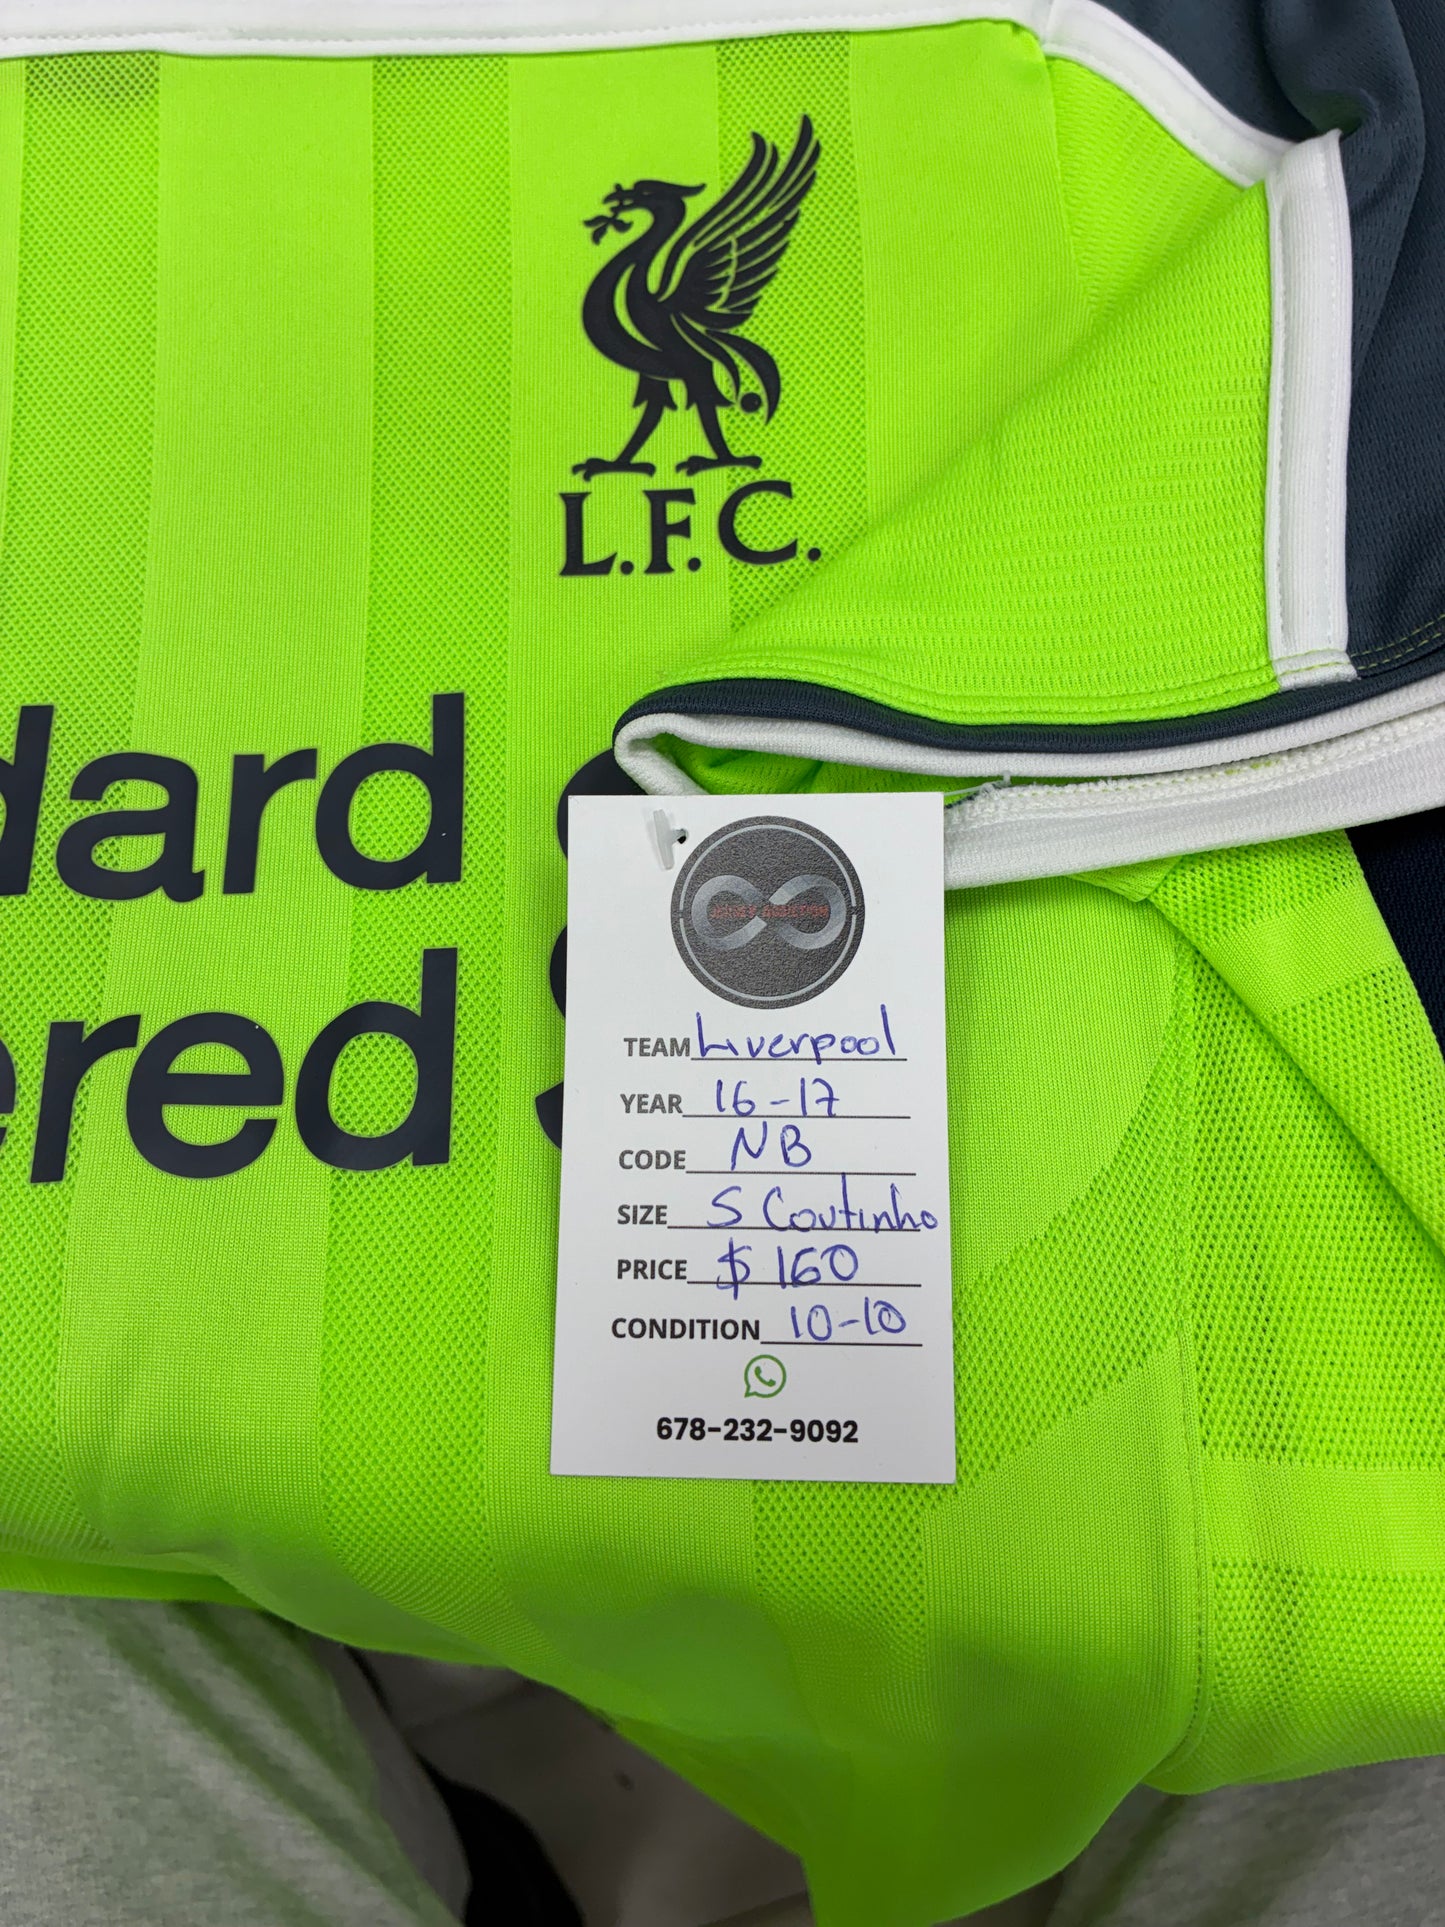 L.F.C.
dard
ered
TEAM Liverpool
YEAR 16-17
CODE NB
SIZE S Coutinho
PRICE $ 160
CONDITION 10-10
678-232-9092